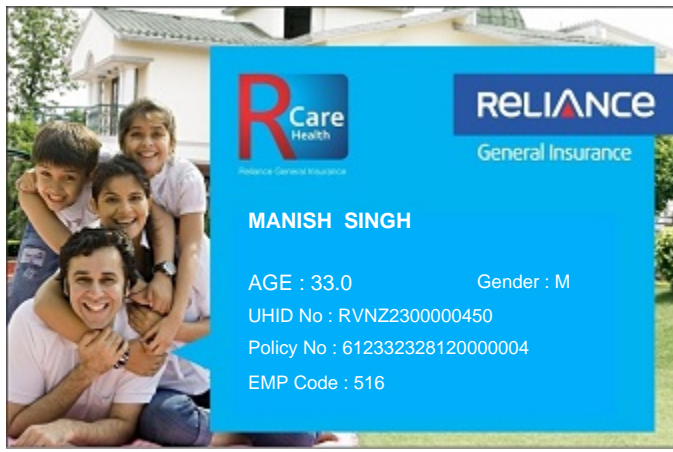 R Care
Health
Reliance General Insurance
RELIANCE
General Insurance
MANISH SINGH
AGE : 33.0 Gender : M
UHID No : RVNZ2300000450
Policy No : 612332328120000004
EMP Code : 516